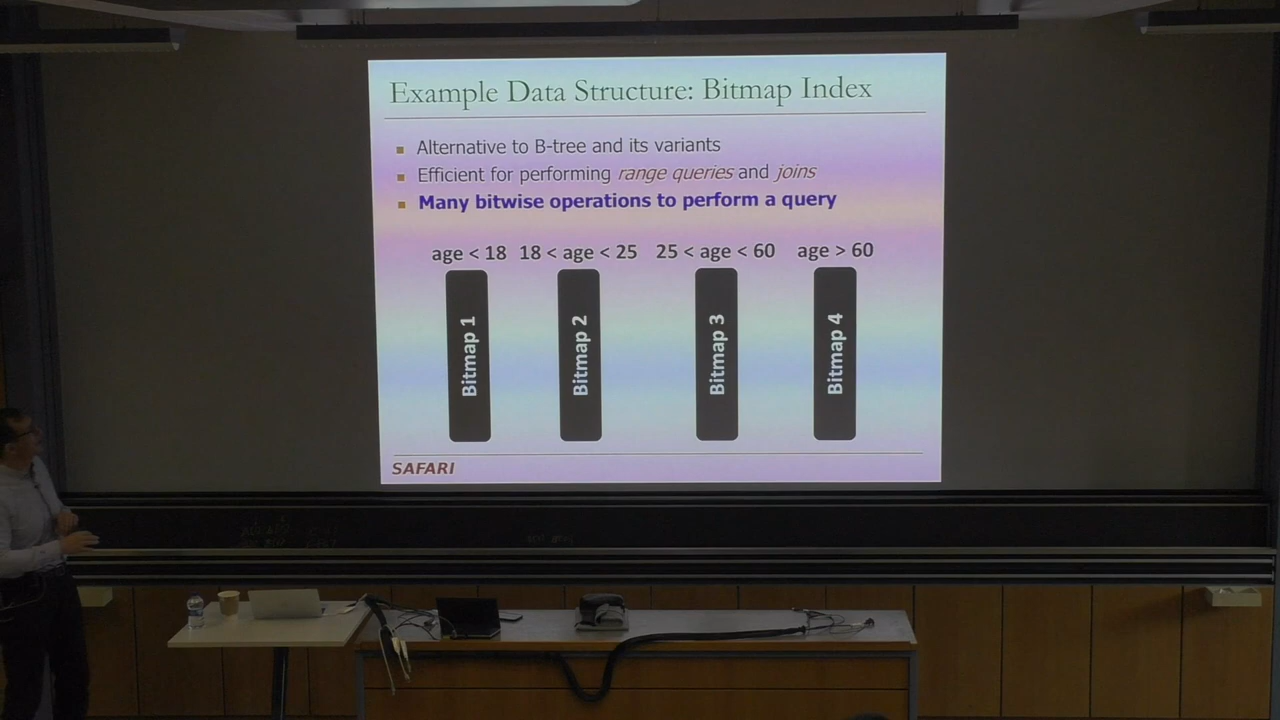 Example Data Structure: Bitmap Index
Alternative to B-tree and its variants
Efficient for performing range queries and joins
Many bitwise operations to perform a query
age < 18 18 < age < 25 25 < age < 60 age > 60
Bitmap 1
Bitmap 2
Bitmap 3
Bitmap 4
SAFARI